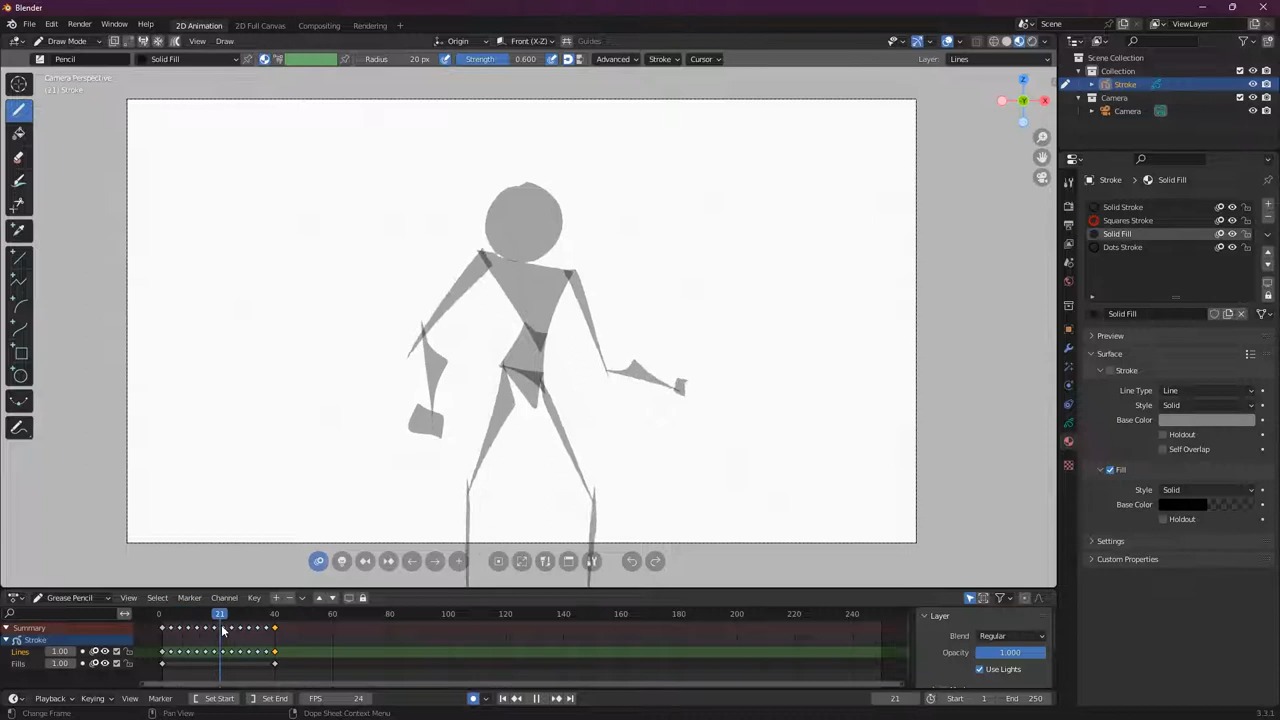 Blender
File Edit Render Window Help 2D Animation 2D Full Canvas Compositing Rendering + Scene ViewLayer
Draw Mode View Draw Origin Front (X-Z) Guides
Pencil Solid Fill Radius 20 px Strength 0.600 Advanced Stroke Cursor Layer: Lines
Camera Perspective
(21) Stroke
Z
Y
X
Scene Collection
Collection
Stroke
Camera
Camera
Stroke Solid Fill
Solid Stroke
Squares Stroke
Solid Fill
Dots Stroke
Solid Fill
Preview
Surface
Stroke
Line Type Line
Style Solid
Base Color
Holdout
Self Overlap
Fill
Style Solid
Base Color
Holdout
Settings
Custom Properties
Grease Pencil View Select Marker Channel Key
0 21 40 60 80 100 120 140 160 180 200 220 240
Summary
Stroke
Lines 1.00
Fills 1.00
Layer
Blend Regular
Opacity 1.000
Use Lights
Playback Keying View Marker Set Start Set End FPS 24 21 Start 1 End 250
Change Frame Pan View Dope Sheet Context Menu 3.3.1